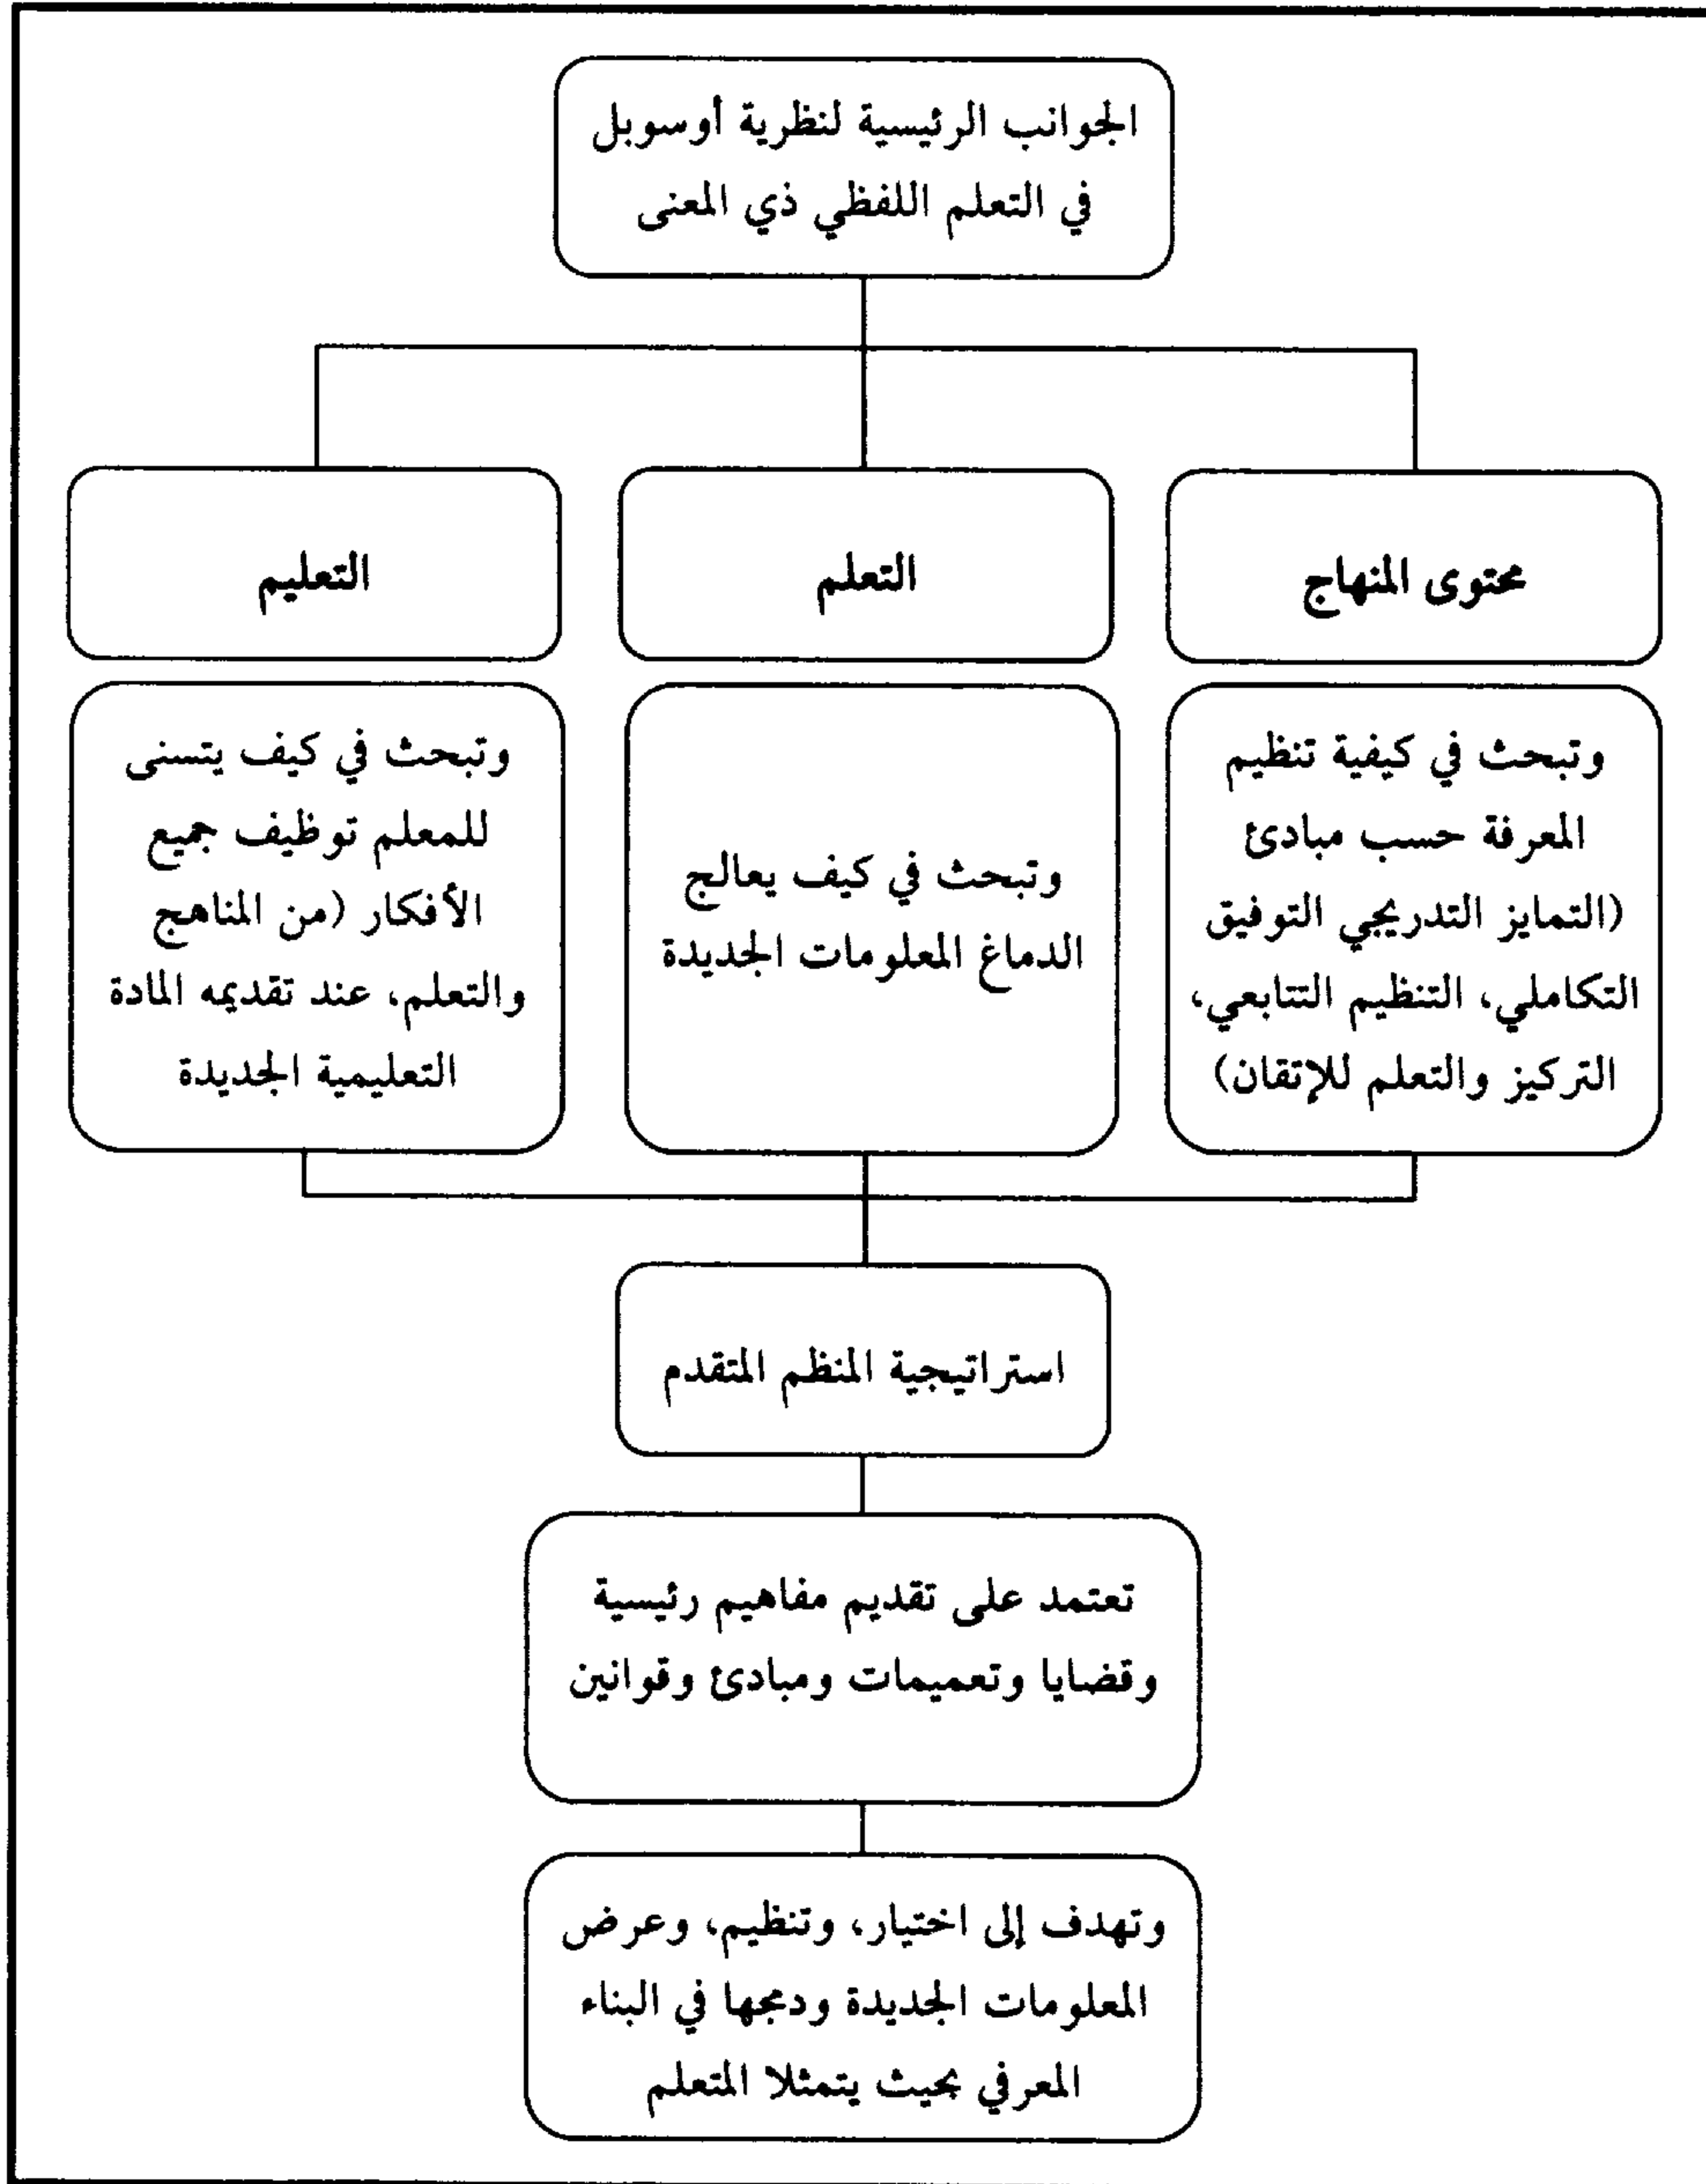 الجوانب الرئيسية لنظرية أوسوبل
في التعلم اللفظي ذي المعنى
محتوى المنهاج
التعلم
التعليم
وتبحث في كيفية تنظيم
المعرفة حسب مبادئ
(التمايز التدريجي التوفيق
التكاملي، التنظيم التتابعي،
التركيز والتعلم للإتقان)
وتبحث في كيف يعالج
الدماغ المعلومات الجديدة
وتبحث في كيف يتسنى
للمعلم توظيف جميع
الأفكار (من المناهج
والتعلم، عند تقديمه المادة
التعليمية الجديدة
استراتيجية المنظم المتقدم
تعتمد على تقديم مفاهيم رئيسية
وقضايا وتعميمات ومبادئ وقوانين
وتهدف إلى اختيار، وتنظيم، وعرض
المعلومات الجديدة ودمجها في البناء
المعرفي بحيث يتمثلا المتعلم